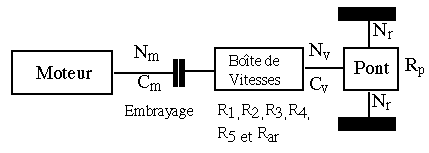 Moteur
Nm
Cm
Embrayage
Boîte de
Vitesses
R1, R2, R3, R4,
R5 et Rar
Nv
Cv
Nr
Pont
Rp
Nr